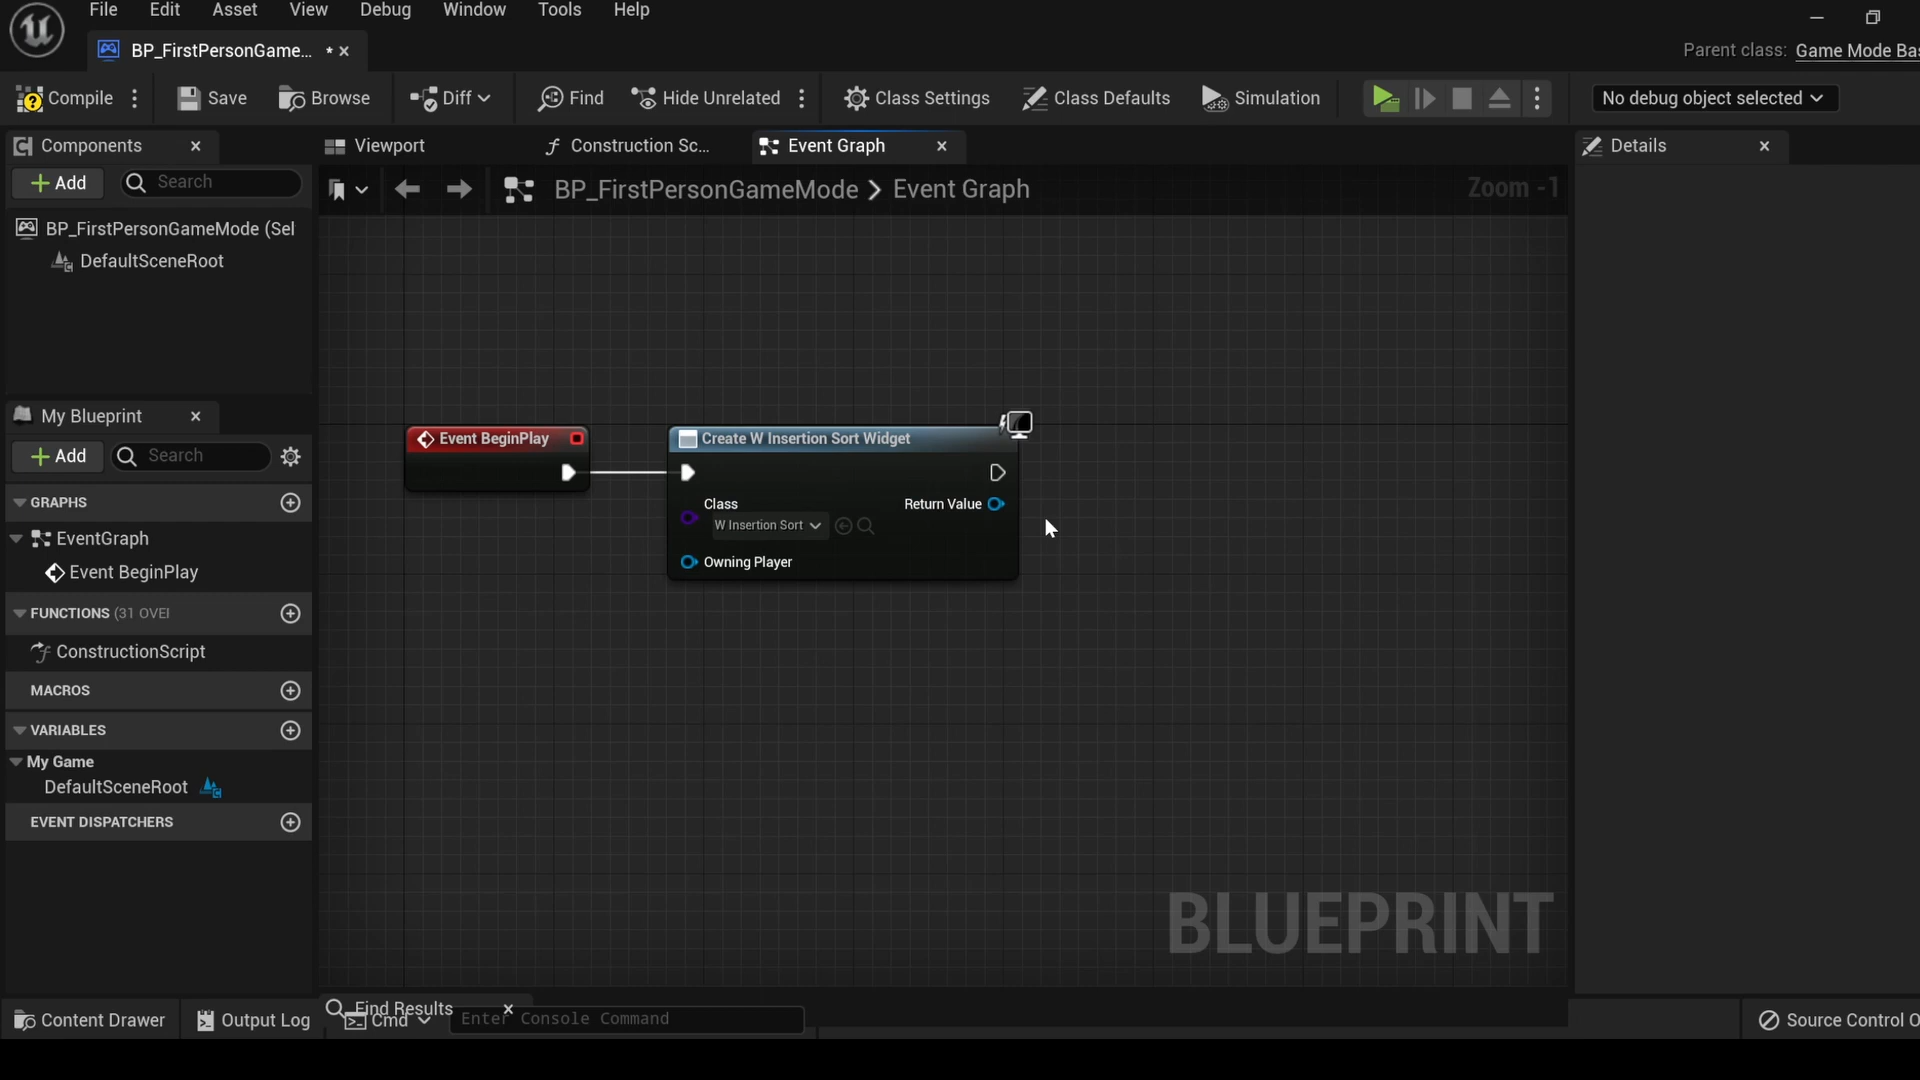 File Edit Asset View Debug Window Tools Help
BP_FirstPersonGame... *
Parent class: Game Mode Bas
Compile Save Browse Diff Find Hide Unrelated Class Settings Class Defaults Simulation No debug object selected
Components
Viewport
Construction Sc...
Event Graph
Details
Add
Search
BP_FirstPersonGameMode > Event Graph
Zoom -1
BP_FirstPersonGameMode (Sel
DefaultSceneRoot
My Blueprint
Add
Search
GRAPHS
EventGraph
Event BeginPlay
FUNCTIONS (31 OVEI
ConstructionScript
MACROS
VARIABLES
My Game
DefaultSceneRoot
EVENT DISPATCHERS
Event BeginPlay
Create W Insertion Sort Widget
Class
Return Value
W Insertion Sort
Owning Player
BLUEPRINT
Find Results
Content Drawer
Output Log
Cmd
Enter Console Command
Source Control O